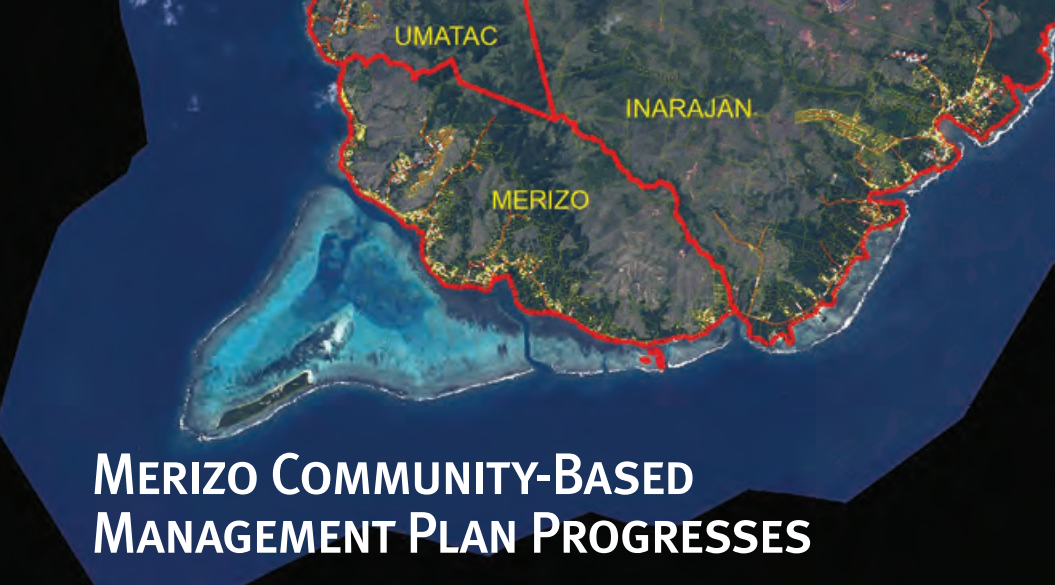 UMATAC
INARAJAN
MERIZO
MERIZO COMMUNITY-BASED
MANAGEMENT PLAN PROGRESSES